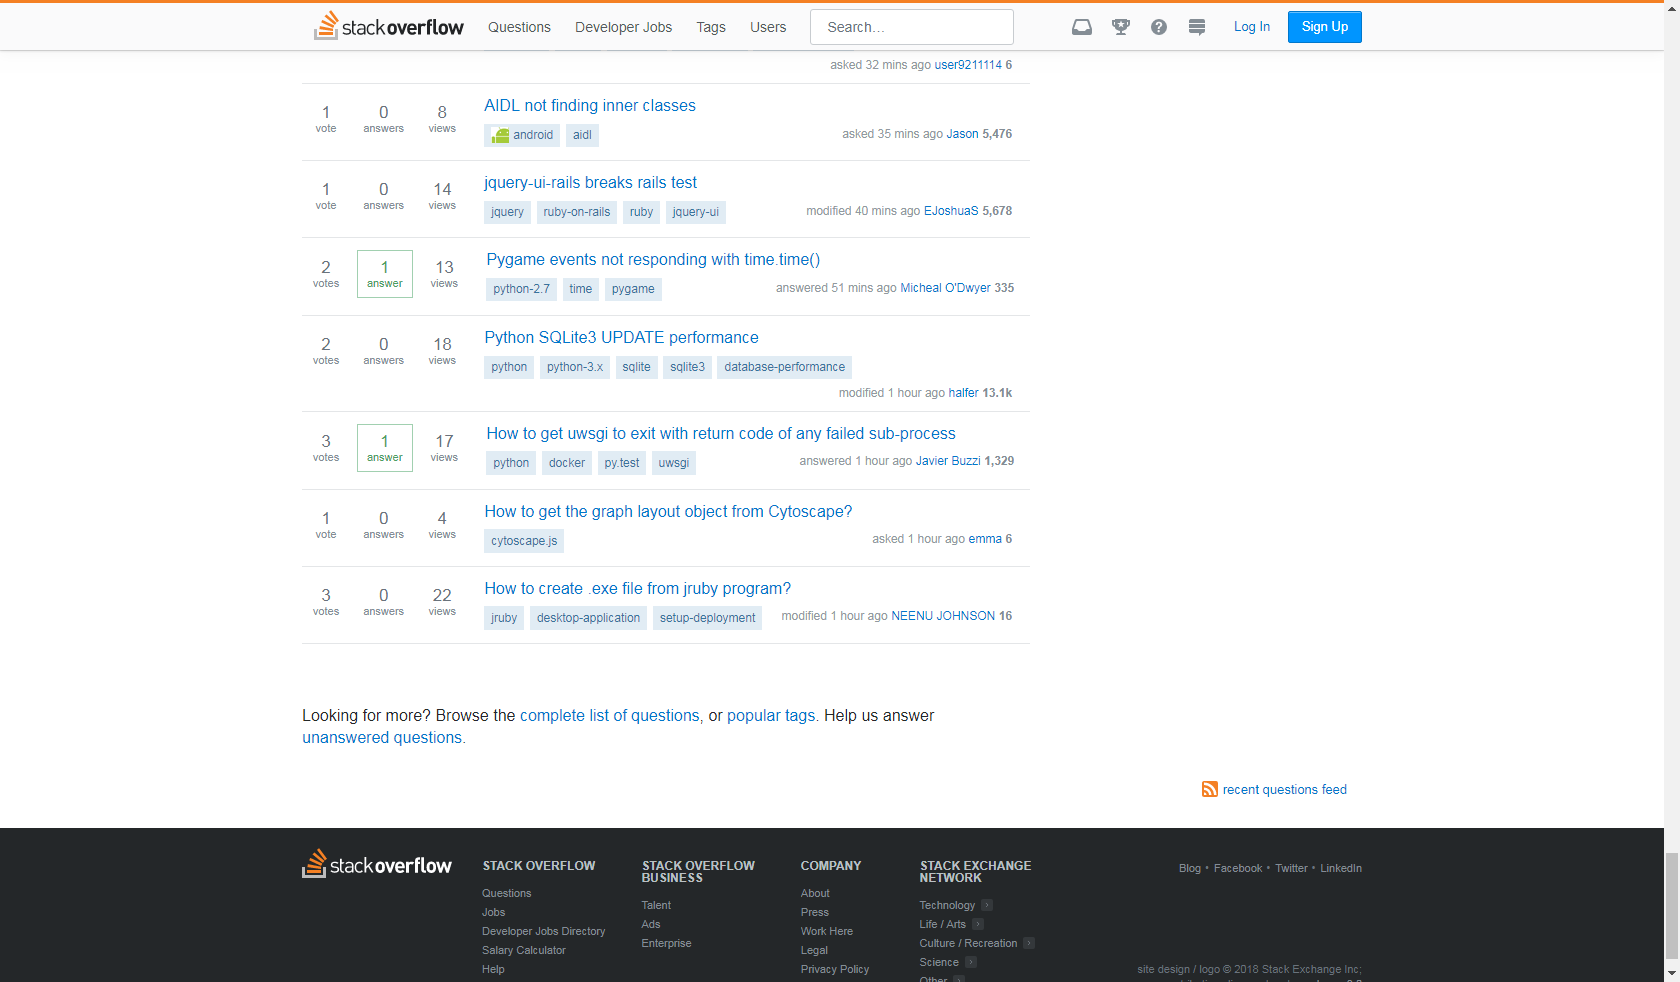 stackoverflow Questions Developer Jobs Tags Users Search... Log In Sign Up
asked 32 mins ago user9211114 6
1 vote 0 answers 8 views AIDL not finding inner classes
android aidl asked 35 mins ago Jason 5,476
1 vote 0 answers 14 views jquery-ui-rails breaks rails test
jquery ruby-on-rails ruby jquery-ui modified 40 mins ago EJoshuaS 5,678
2 votes 1 answer 13 views Pygame events not responding with time.time()
python-2.7 time pygame answered 51 mins ago Micheal O'Dwyer 335
2 votes 0 answers 18 views Python SQLite3 UPDATE performance
python python-3.x sqlite sqlite3 database-performance
modified 1 hour ago halfer 13.1k
3 votes 1 answer 17 views How to get uwsgi to exit with return code of any failed sub-process
python docker py.test uwsgi answered 1 hour ago Javier Buzzi 1,329
1 vote 0 answers 4 views How to get the graph layout object from Cytoscape?
cytoscape.js asked 1 hour ago emma 6
3 votes 0 answers 22 views How to create .exe file from jruby program?
jruby desktop-application setup-deployment modified 1 hour ago NEENU JOHNSON 16
Looking for more? Browse the complete list of questions, or popular tags. Help us answer
unanswered questions.
recent questions feed
stackoverflow
STACK OVERFLOW
Questions
Jobs
Developer Jobs Directory
Salary Calculator
Help
STACK OVERFLOW
BUSINESS
Talent
Ads
Enterprise
COMPANY
About
Press
Work Here
Legal
Privacy Policy
STACK EXCHANGE
NETWORK
Technology
Life / Arts
Culture / Recreation
Science
Other
Blog • Facebook • Twitter • LinkedIn
site design / logo © 2018 Stack Exchange Inc;